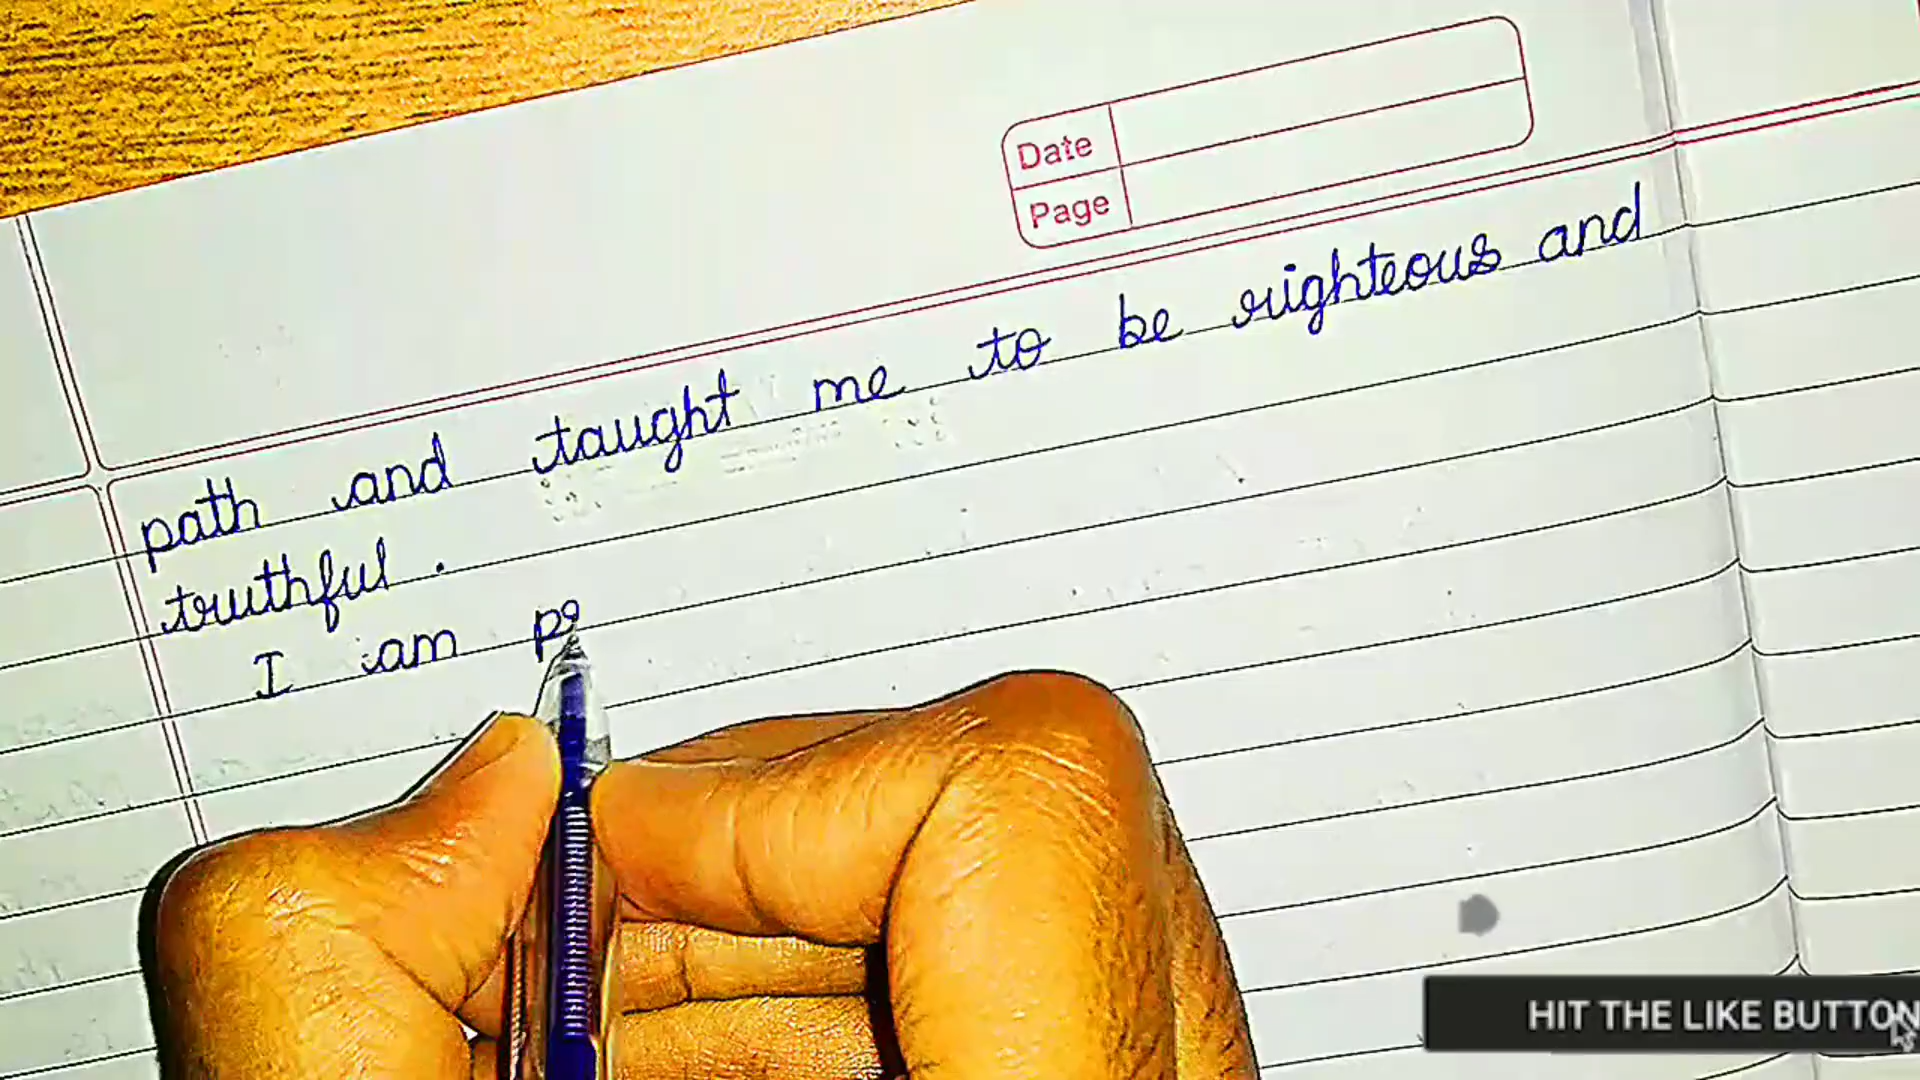 Date
Page
path and taught me to be righteous and
truthful.
I am p
HIT THE LIKE BUTTON